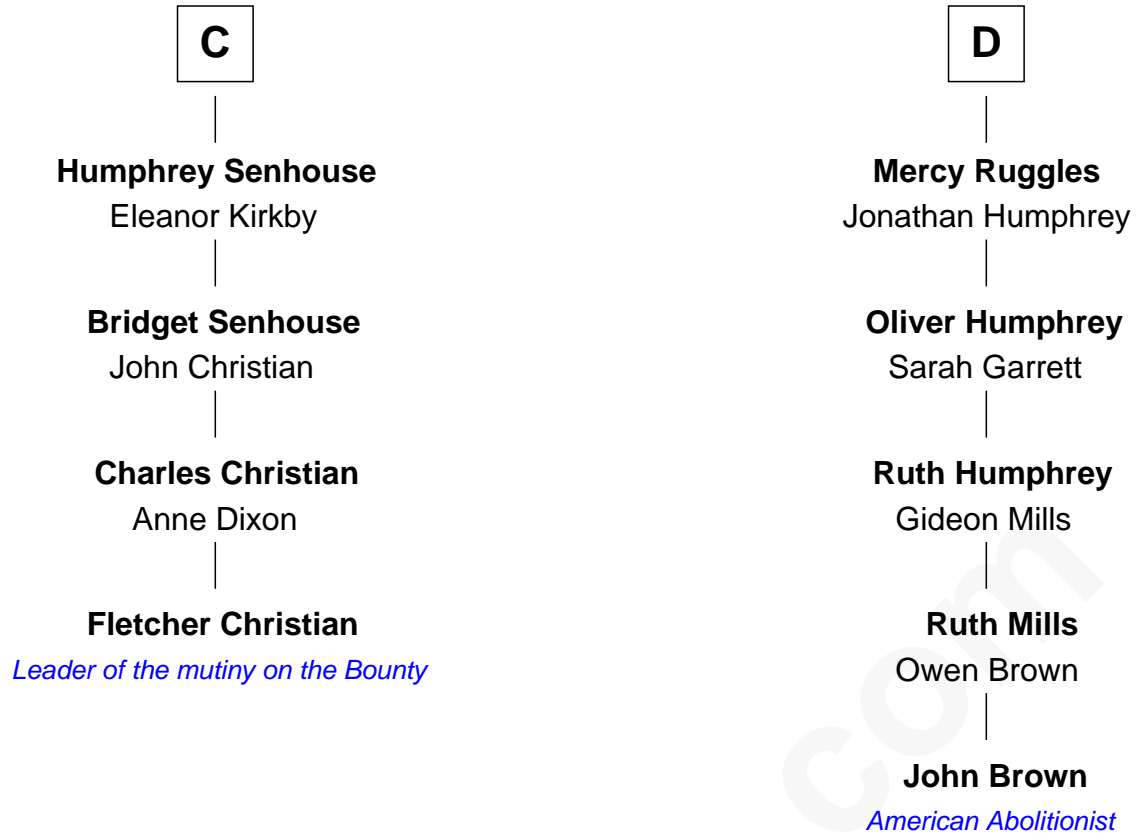 C
Humphrey Senhouse
Eleanor Kirkby
Bridget Senhouse
John Christian
Charles Christian
Anne Dixon
Fletcher Christian
Leader of the mutiny on the Bounty
D
Mercy Ruggles
Jonathan Humphrey
Oliver Humphrey
Sarah Garrett
Ruth Humphrey
Gideon Mills
Ruth Mills
Owen Brown
John Brown
American Abolitionist
com